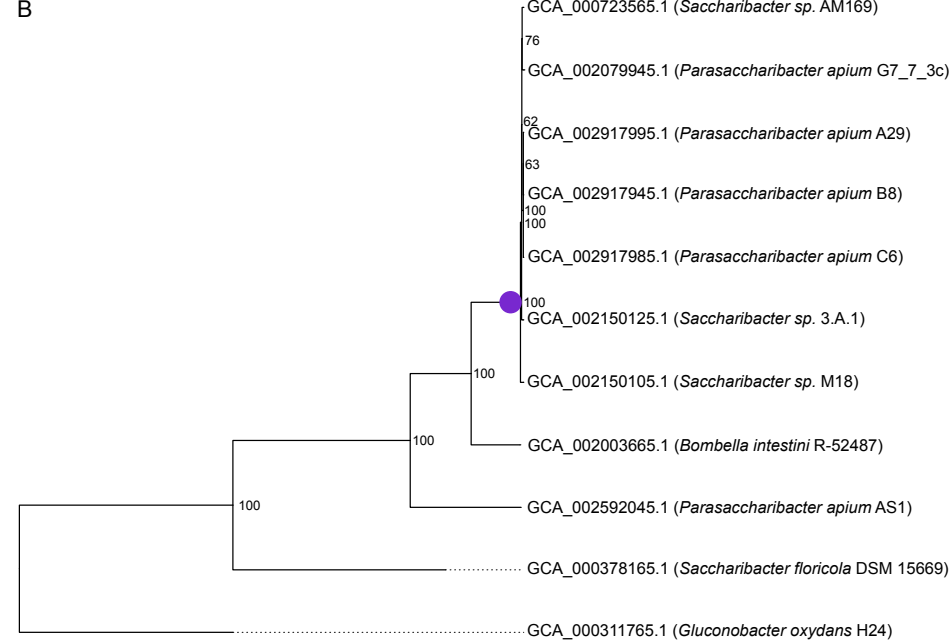 B
GCA_000723565.1 (Saccharibacter sp. AM169)
76
GCA_002079945.1 (Parasaccharibacter apium G7_7_3c)
62
GCA_002917995.1 (Parasaccharibacter apium A29)
63
GCA_002917945.1 (Parasaccharibacter apium B8)
100
100
GCA_002917985.1 (Parasaccharibacter apium C6)
100
GCA_002150125.1 (Saccharibacter sp. 3.A.1)
100
GCA_002150105.1 (Saccharibacter sp. M18)
100
GCA_002003665.1 (Bombella intestini R-52487)
100
GCA_002592045.1 (Parasaccharibacter apium AS1)
GCA_000378165.1 (Saccharibacter floricola DSM 15669)
GCA_000311765.1 (Gluconobacter oxydans H24)